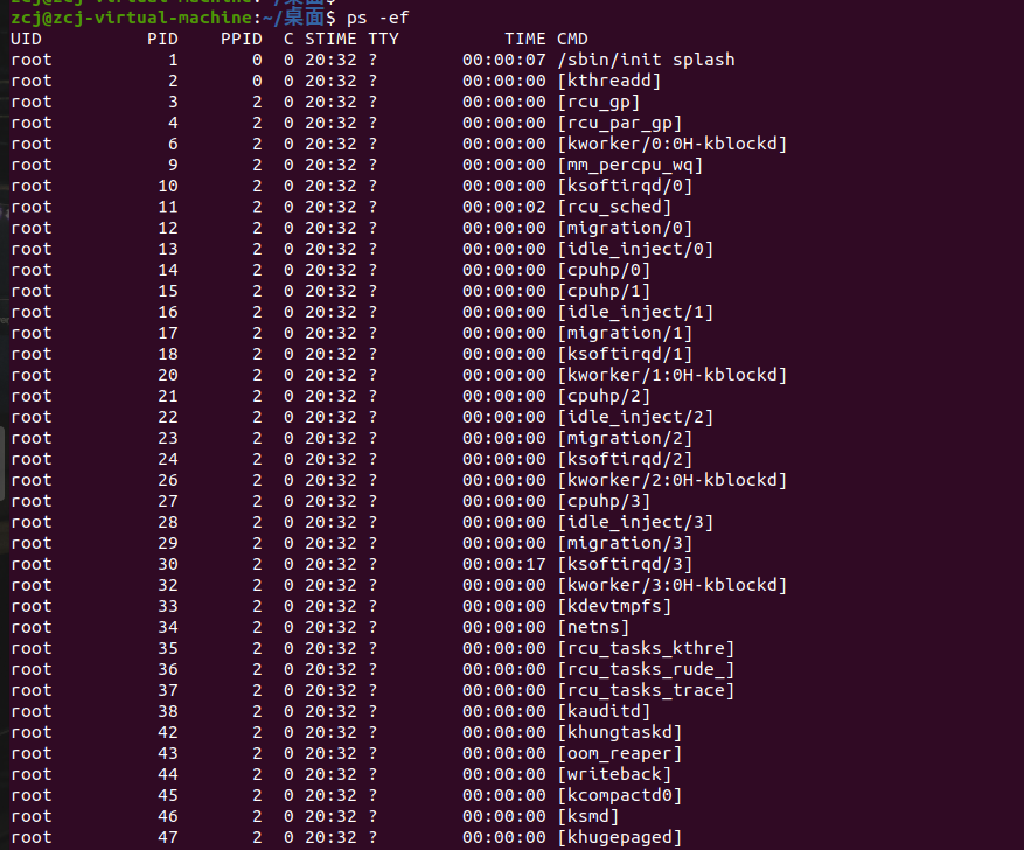 zcj@zcj-virtual-machine:~/桌面$
zcj@zcj-virtual-machine:~/桌面$ ps -ef
UID          PID    PPID  C STIME TTY          TIME CMD
root           1       0  0 20:32 ?        00:00:07 /sbin/init splash
root           2       0  0 20:32 ?        00:00:00 [kthreadd]
root           3       2  0 20:32 ?        00:00:00 [rcu_gp]
root           4       2  0 20:32 ?        00:00:00 [rcu_par_gp]
root           6       2  0 20:32 ?        00:00:00 [kworker/0:0H-kblockd]
root           9       2  0 20:32 ?        00:00:00 [mm_percpu_wq]
root          10       2  0 20:32 ?        00:00:00 [ksoftirqd/0]
root          11       2  0 20:32 ?        00:00:02 [rcu_sched]
root          12       2  0 20:32 ?        00:00:00 [migration/0]
root          13       2  0 20:32 ?        00:00:00 [idle_inject/0]
root          14       2  0 20:32 ?        00:00:00 [cpuhp/0]
root          15       2  0 20:32 ?        00:00:00 [cpuhp/1]
root          16       2  0 20:32 ?        00:00:00 [idle_inject/1]
root          17       2  0 20:32 ?        00:00:00 [migration/1]
root          18       2  0 20:32 ?        00:00:00 [ksoftirqd/1]
root          20       2  0 20:32 ?        00:00:00 [kworker/1:0H-kblockd]
root          21       2  0 20:32 ?        00:00:00 [cpuhp/2]
root          22       2  0 20:32 ?        00:00:00 [idle_inject/2]
root          23       2  0 20:32 ?        00:00:00 [migration/2]
root          24       2  0 20:32 ?        00:00:00 [ksoftirqd/2]
root          26       2  0 20:32 ?        00:00:00 [kworker/2:0H-kblockd]
root          27       2  0 20:32 ?        00:00:00 [cpuhp/3]
root          28       2  0 20:32 ?        00:00:00 [idle_inject/3]
root          29       2  0 20:32 ?        00:00:00 [migration/3]
root          30       2  0 20:32 ?        00:00:17 [ksoftirqd/3]
root          32       2  0 20:32 ?        00:00:00 [kworker/3:0H-kblockd]
root          33       2  0 20:32 ?        00:00:00 [kdevtmpfs]
root          34       2  0 20:32 ?        00:00:00 [netns]
root          35       2  0 20:32 ?        00:00:00 [rcu_tasks_kthre]
root          36       2  0 20:32 ?        00:00:00 [rcu_tasks_rude_]
root          37       2  0 20:32 ?        00:00:00 [rcu_tasks_trace]
root          38       2  0 20:32 ?        00:00:00 [kauditd]
root          42       2  0 20:32 ?        00:00:00 [khungtaskd]
root          43       2  0 20:32 ?        00:00:00 [oom_reaper]
root          44       2  0 20:32 ?        00:00:00 [writeback]
root          45       2  0 20:32 ?        00:00:00 [kcompactd0]
root          46       2  0 20:32 ?        00:00:00 [ksmd]
root          47       2  0 20:32 ?        00:00:00 [khugepaged]